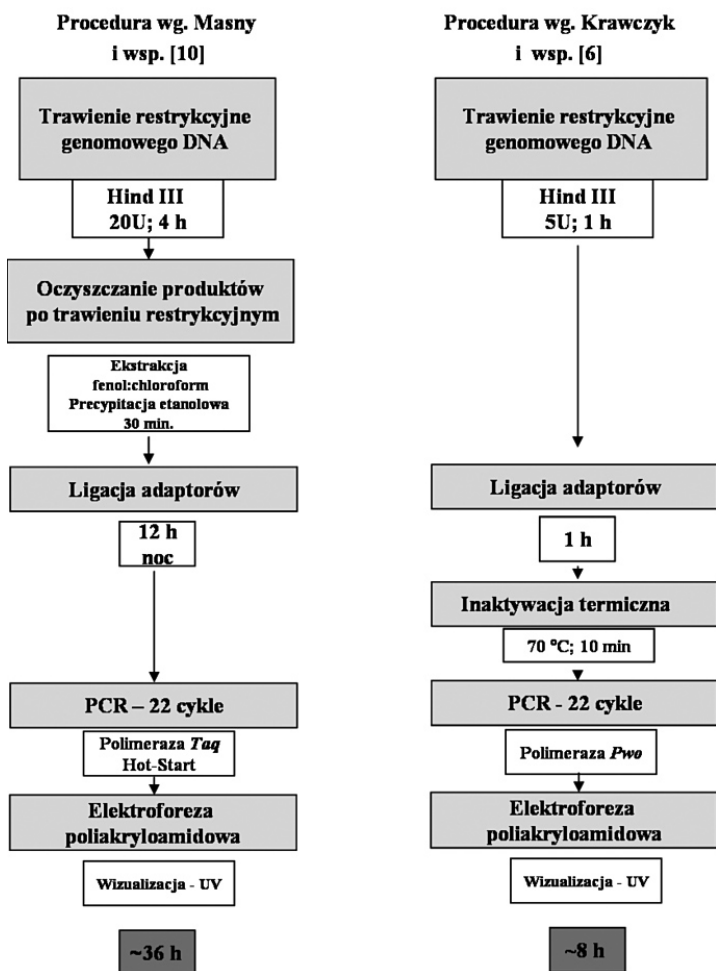 Procedura wg. Masny
i wsp. [10]
Trawienie restrykcyjne
genomowego DNA
Hind III
20U; 4 h
Oczyszczanie produktów
po trawieniu restrykcyjnym
Ekstrakcja
fenol:chloroform
Precypitacja etanolowa
30 min.
Ligacja adaptorów
12 h
noc
PCR – 22 cykle
Polimeraza Taq
Hot-Start
Elektroforeza
poliakryloamidowa
Wizualizacja - UV
~36 h
Procedura wg. Krawczyk
i wsp. [6]
Trawienie restrykcyjne
genomowego DNA
Hind III
5U; 1 h
Ligacja adaptorów
1 h
Inaktywacja termiczna
70 °C; 10 min
PCR - 22 cykle
Polimeraza Pwo
Elektroforeza
poliakryloamidowa
Wizualizacja - UV
~8 h